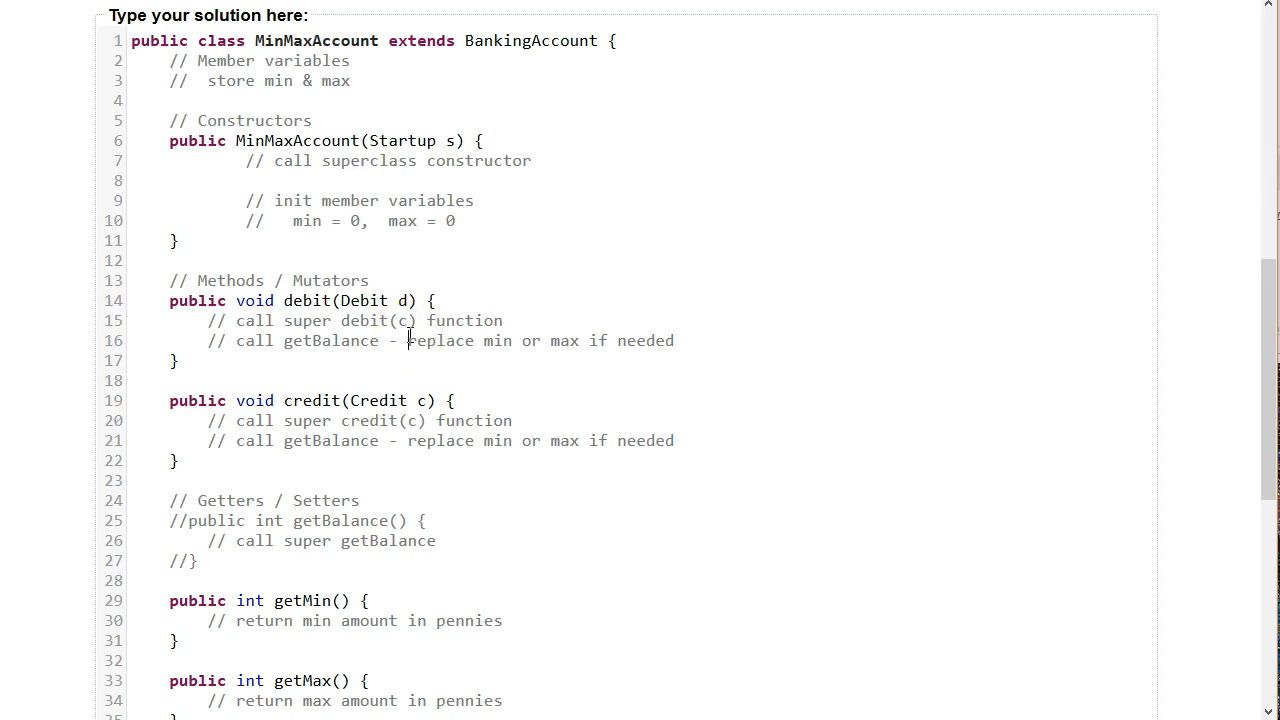 Type your solution here:
1 public class MinMaxAccount extends BankingAccount {
2 // Member variables
3 //  store min & max
4
5 // Constructors
6 public MinMaxAccount(Startup s) {
7 // call superclass constructor
8
9 // init member variables
10 //   min = 0,  max = 0
11 }
12
13 // Methods / Mutators
14 public void debit(Debit d) {
15 // call super debit(c) function
16 // call getBalance - replace min or max if needed
17 }
18
19 public void credit(Credit c) {
20 // call super credit(c) function
21 // call getBalance - replace min or max if needed
22 }
23
24 // Getters / Setters
25 //public int getBalance() {
26 // call super getBalance
27 //}
28
29 public int getMin() {
30 // return min amount in pennies
31 }
32
33 public int getMax() {
34 // return max amount in pennies
35 }